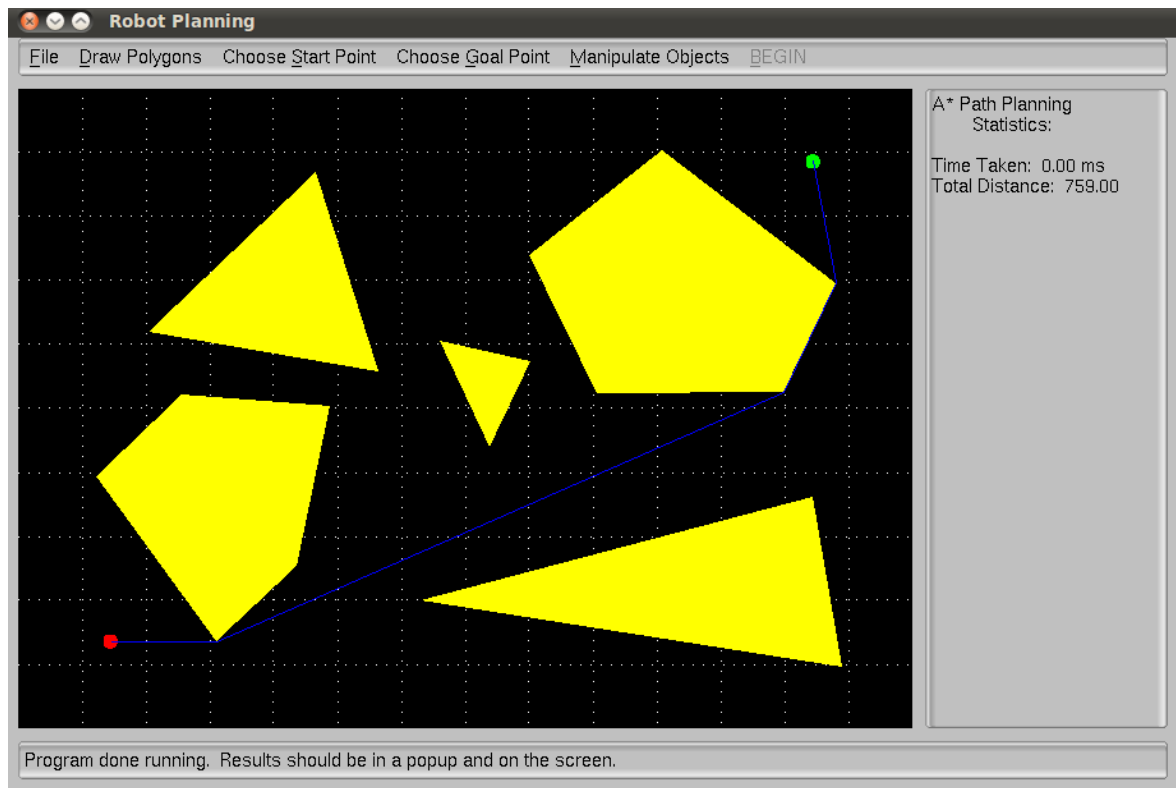 Robot Planning
File Draw Polygons Choose Start Point Choose Goal Point Manipulate Objects BEGIN
A* Path Planning
Statistics:
Time Taken: 0.00 ms
Total Distance: 759.00
Program done running. Results should be in a popup and on the screen.